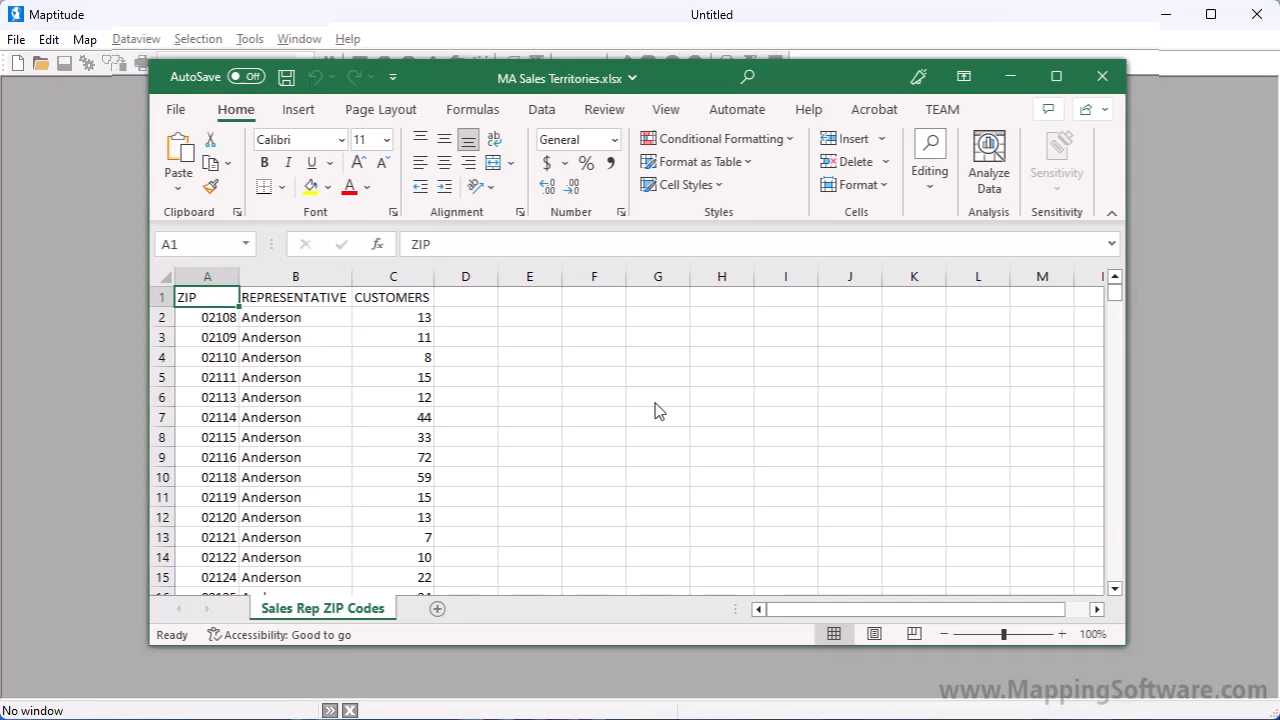 Maptitude Untitled
File Edit Map Dataview Selection Tools Window Help
AutoSave Off MA Sales Territories.xlsx
File Home Insert Page Layout Formulas Data Review View Automate Help Acrobat TEAM
Calibri 11 General Conditional Formatting Insert
Paste Format as Table Delete Editing Analyze Data Sensitivity
Cell Styles Format
Clipboard Font Alignment Number Styles Cells Analysis Sensitivity
A1 fx ZIP
A B C D E F G H I J K L M
1 ZIP REPRESENTATIVE CUSTOMERS
2 02108 Anderson 13
3 02109 Anderson 11
4 02110 Anderson 8
5 02111 Anderson 15
6 02113 Anderson 12
7 02114 Anderson 44
8 02115 Anderson 33
9 02116 Anderson 72
10 02118 Anderson 59
11 02119 Anderson 15
12 02120 Anderson 13
13 02121 Anderson 7
14 02122 Anderson 10
15 02124 Anderson 22
Sales Rep ZIP Codes
Ready Accessibility: Good to go 100%
www.MappingSoftware.com
No window